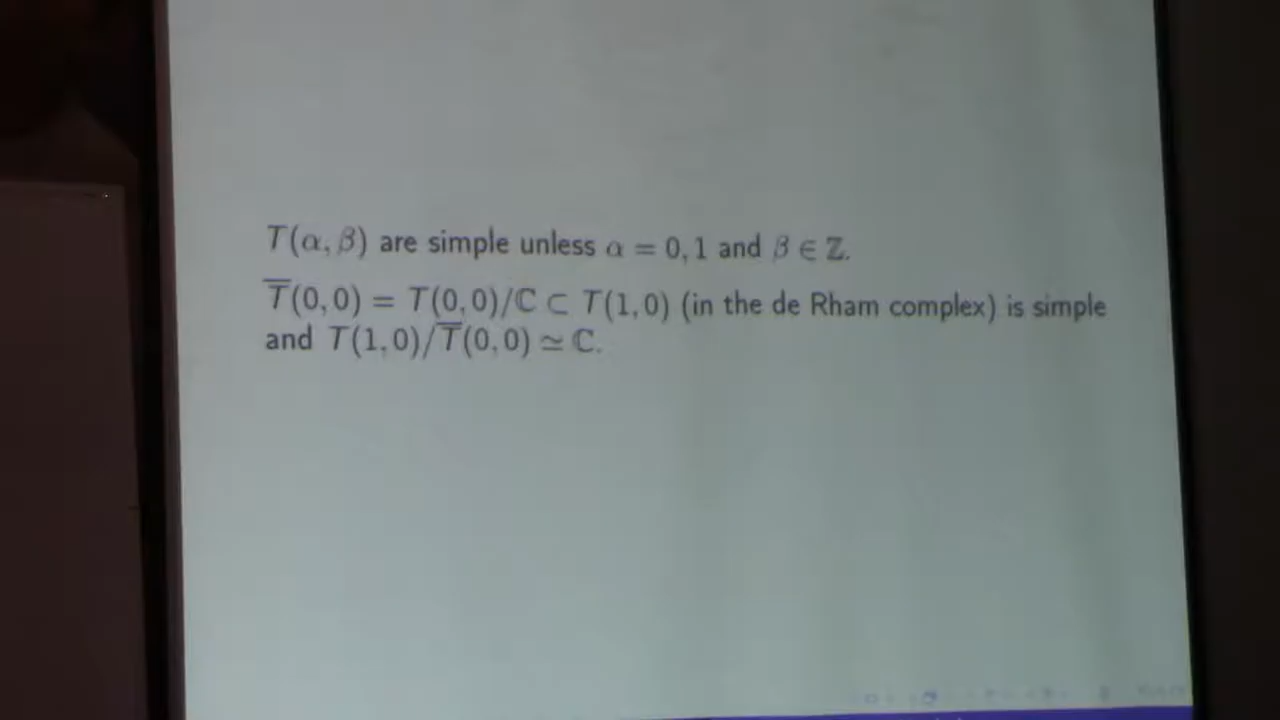 T(α, β) are simple unless α = 0, 1 and β ∈ ℤ.
T̅(0, 0) = T(0, 0)/ℂ ⊂ T(1, 0) (in the de Rham complex) is simple
and T(1, 0)/T̅(0, 0) ≃ ℂ.